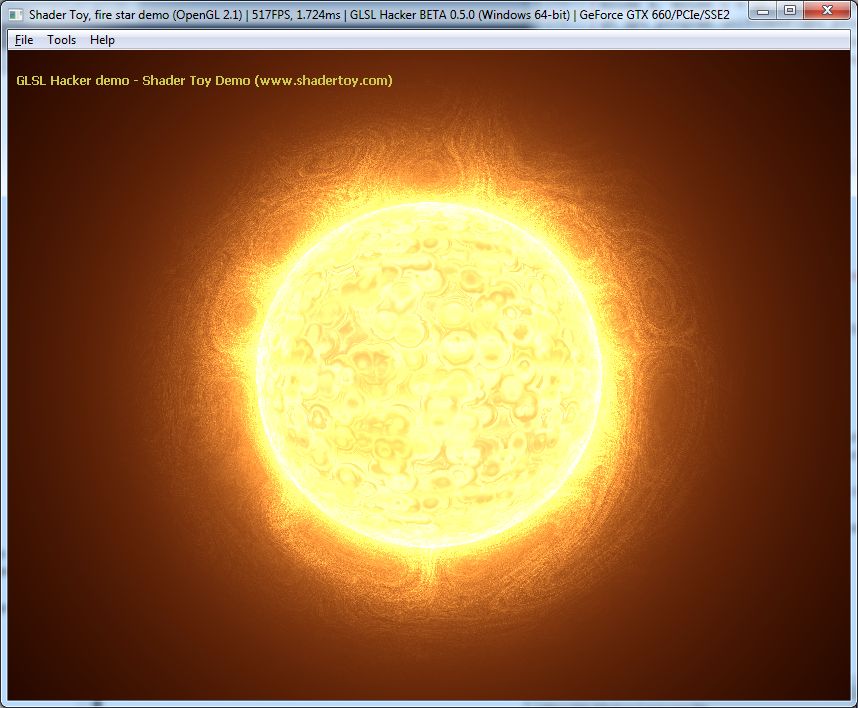 Shader Toy, fire star demo (OpenGL 2.1) | 517FPS, 1.724ms | GLSL Hacker BETA 0.5.0 (Windows 64-bit) | GeForce GTX 660/PCIe/SSE2
File Tools Help
GLSL Hacker demo - Shader Toy Demo (www.shadertoy.com)